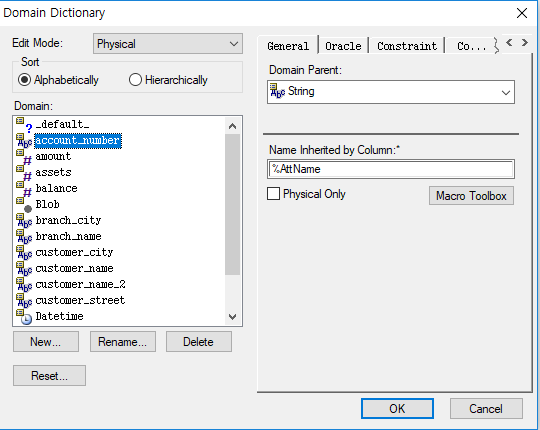 Domain Dictionary
Edit Mode: Physical
Sort
Alphabetically Hierarchically
Domain:
_default_
account_number
amount
assets
balance
Blob
branch_city
branch_name
customer_city
customer_name
customer_name_2
customer_street
Datetime
New... Rename... Delete
Reset...
General Oracle Constraint Co...
Domain Parent:
String
Name Inherited by Column:*
%AttName
Physical Only Macro Toolbox
OK Cancel